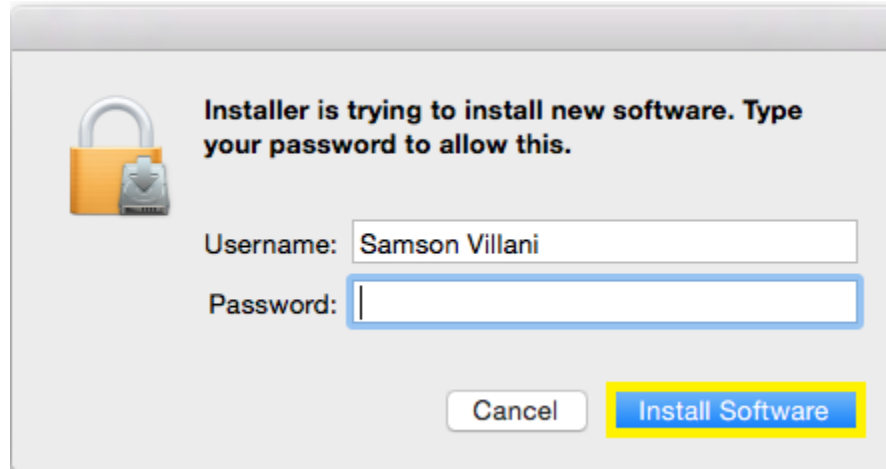 Installer is trying to install new software. Type
your password to allow this.
Username: Samson Villani
Password:
Cancel Install Software